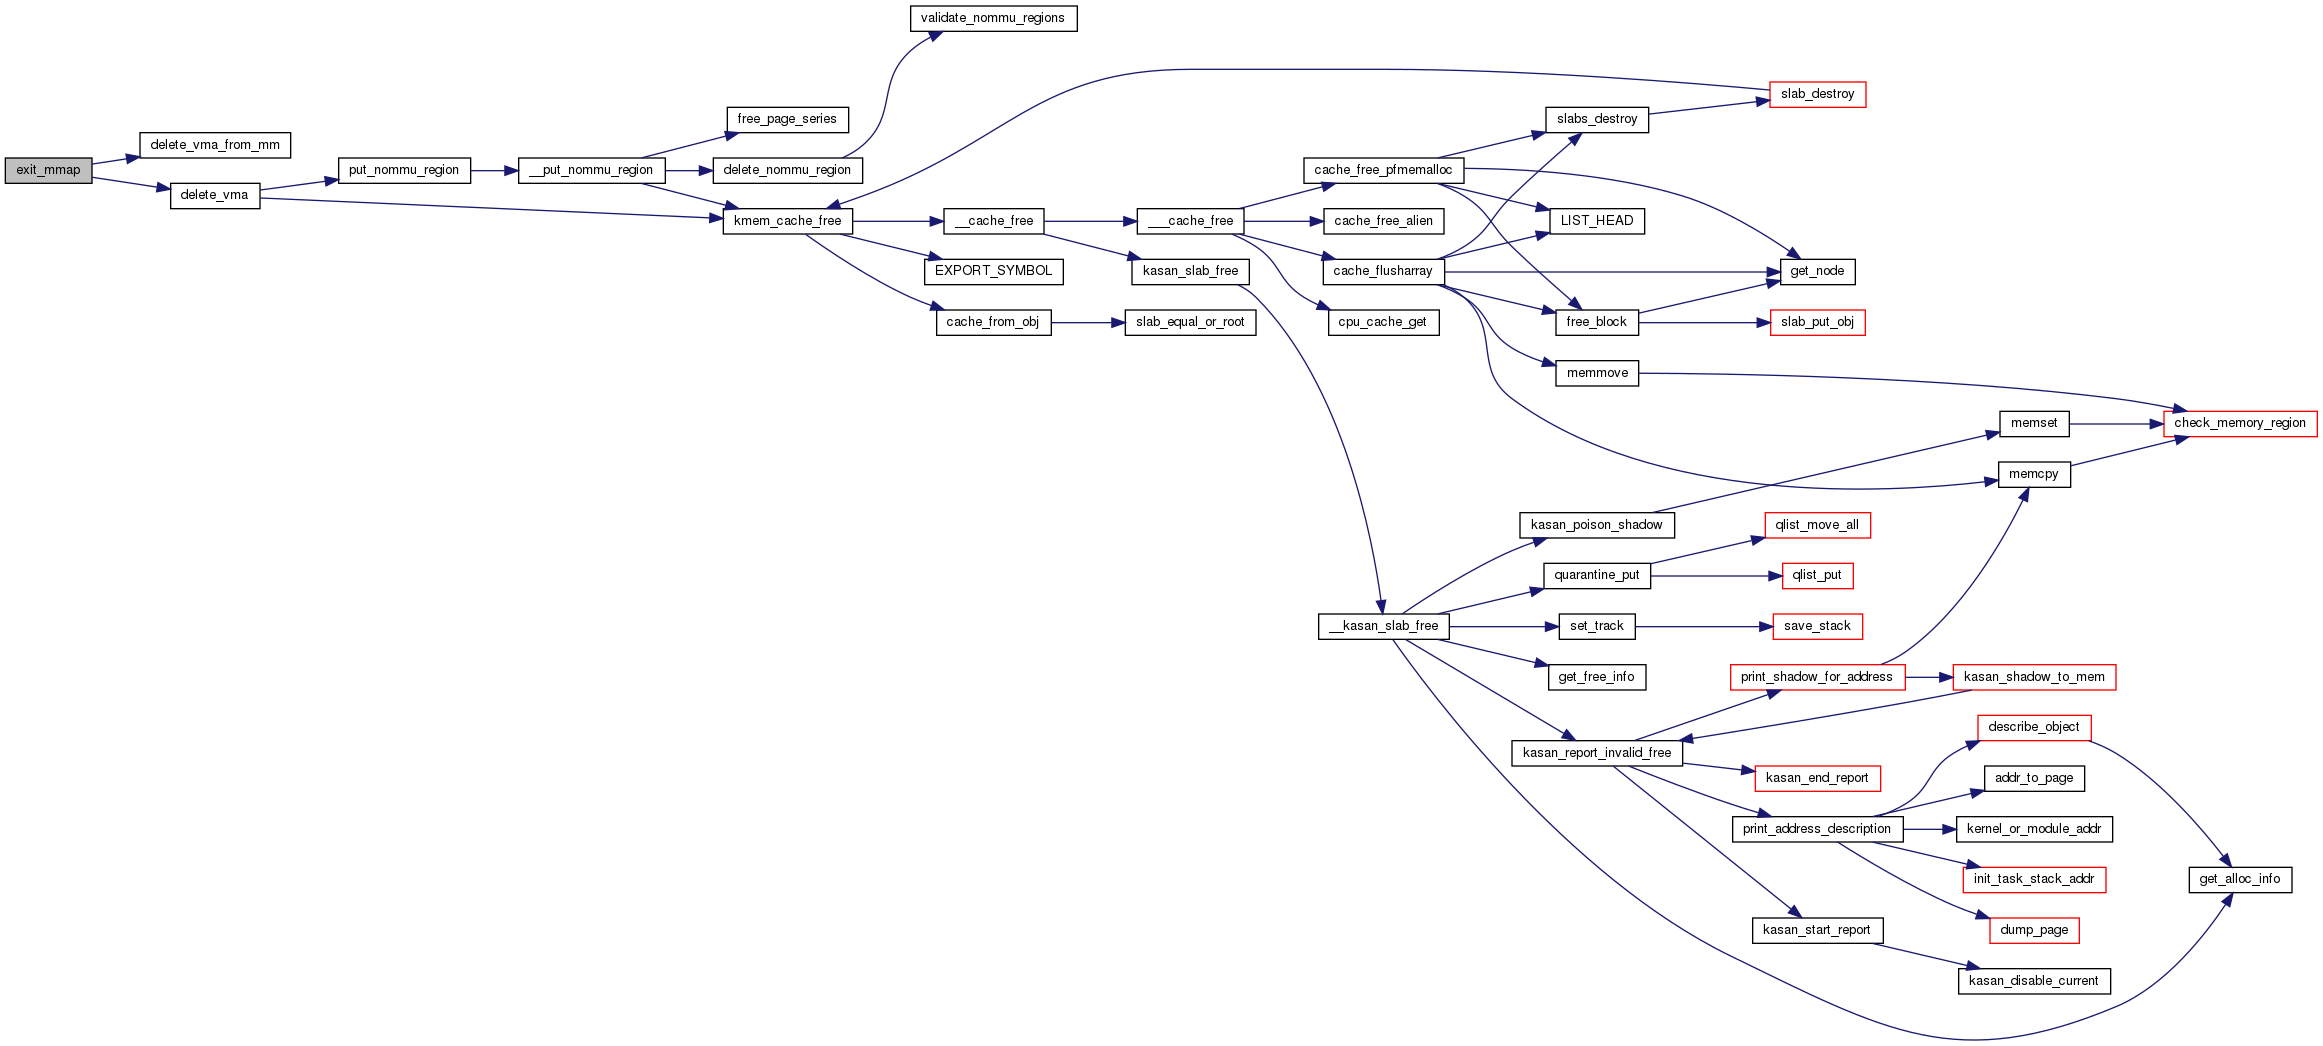 exit_mmap
delete_vma_from_mm
delete_vma
put_nommu_region
__put_nommu_region
free_page_series
delete_nommu_region
kmem_cache_free
validate_nommu_regions
__cache_free
EXPORT_SYMBOL
cache_from_obj
___cache_free
kasan_slab_free
slab_equal_or_root
cache_free_pfmemalloc
cache_free_alien
cache_flusharray
cpu_cache_get
__kasan_slab_free
slabs_destroy
LIST_HEAD
free_block
memmove
kasan_poison_shadow
quarantine_put
set_track
get_free_info
kasan_report_invalid_free
slab_destroy
get_node
slab_put_obj
qlist_move_all
qlist_put
save_stack
print_shadow_for_address
kasan_end_report
print_address_description
kasan_start_report
memset
memcpy
kasan_shadow_to_mem
describe_object
addr_to_page
kernel_or_module_addr
init_task_stack_addr
dump_page
kasan_disable_current
check_memory_region
get_alloc_info